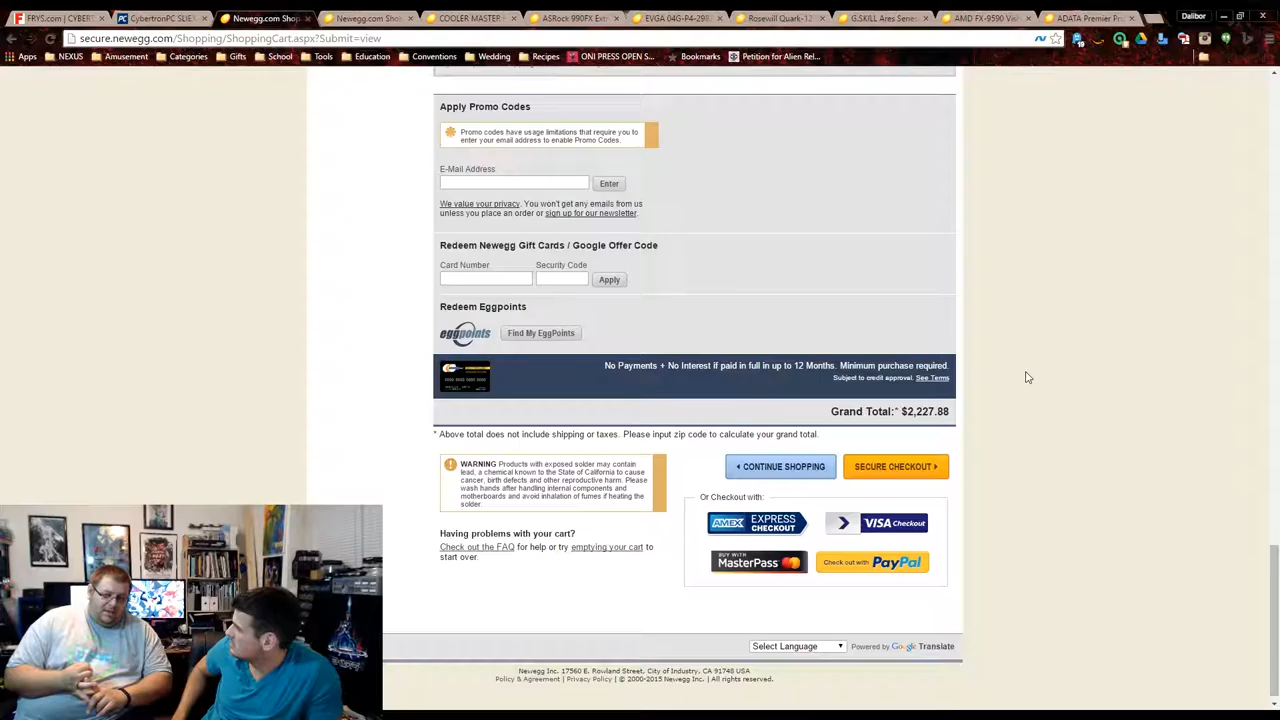 FRYS.com | CYBERT
CybertronPC SLIEX
Newegg.com Shop
Newegg.com Sho
COOLER MASTER
ASRock 990FX Ext
EVGA 04G-P4-298
Rosewill Quark-12
G.SKILL Ares Series
AMD FX-9590 Vis
ADATA Premier Pr
Dalibor
secure.newegg.com/Shopping/ShoppingCart.aspx?Submit=view
Apps
NEXUS
Amusement
Categories
Gifts
School
Tools
Education
Conventions
Wedding
Recipes
ONI PRESS OPEN S...
Bookmarks
Petition for Alien Rel...
Apply Promo Codes
Promo codes have usage limitations that require you to
enter your email address to enable Promo Codes.
E-Mail Address
Enter
We value your privacy. You won't get any emails from us
unless you place an order or sign up for our newsletter.
Redeem Newegg Gift Cards / Google Offer Code
Card Number
Security Code
Apply
Redeem Eggpoints
eggpoints
Find My EggPoints
No Payments + No Interest if paid in full in up to 12 Months. Minimum purchase required.
Subject to credit approval. See Terms
Grand Total:* $2,227.88
* Above total does not include shipping or taxes. Please input zip code to calculate your grand total.
WARNING Products with exposed solder may contain
lead, a chemical known to the State of California to cause
cancer, birth defects and other reproductive harm. Please
wash hands after handling internal components and
motherboards and avoid inhalation of fumes if heating the
solder.
CONTINUE SHOPPING
SECURE CHECKOUT
Or Checkout with:
AMEX EXPRESS CHECKOUT
VISA Checkout
BUY WITH
MasterPass
Check out with PayPal
Having problems with your cart?
Check out the FAQ for help or try emptying your cart to
start over.
Select Language
Powered by Google Translate
Newegg Inc. 17560 E. Rowland Street, City of Industry, CA 91748 USA
Policy & Agreement | Privacy Policy | © 2000-2015 Newegg Inc. | All rights reserved.